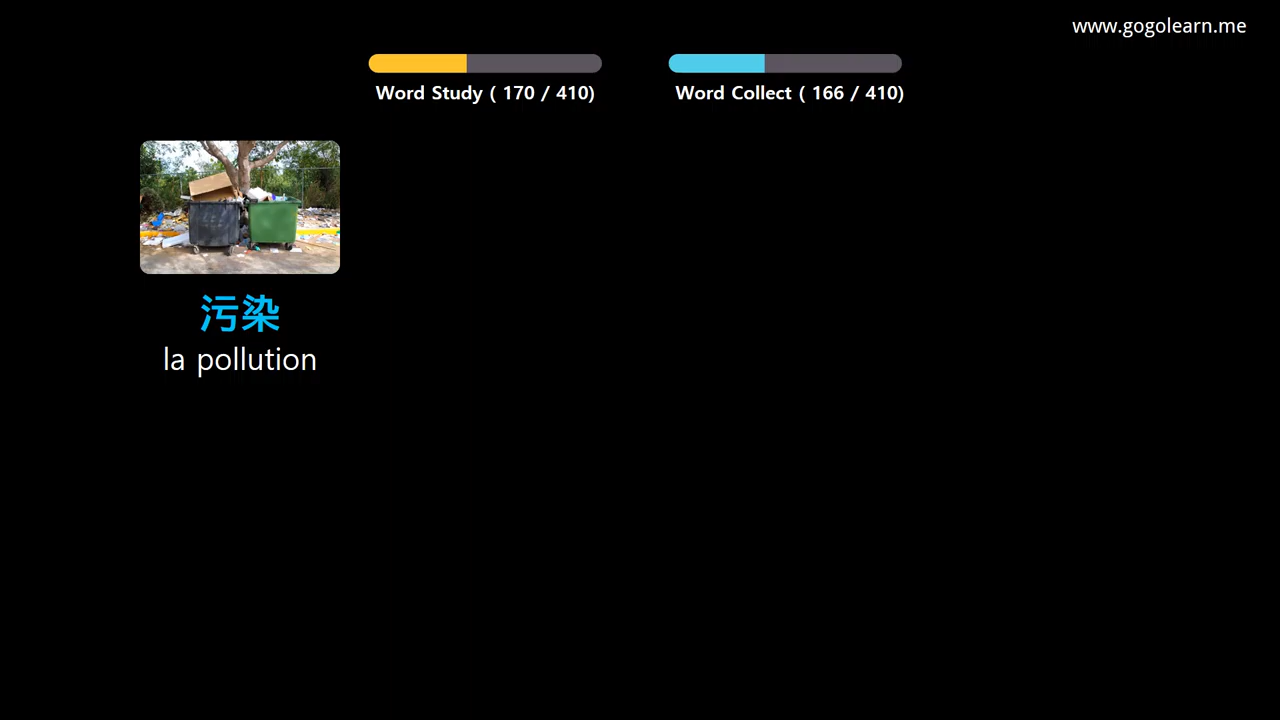 www.gogolearn.me
Word Study ( 170 / 410)
Word Collect ( 166 / 410)
污染
la pollution